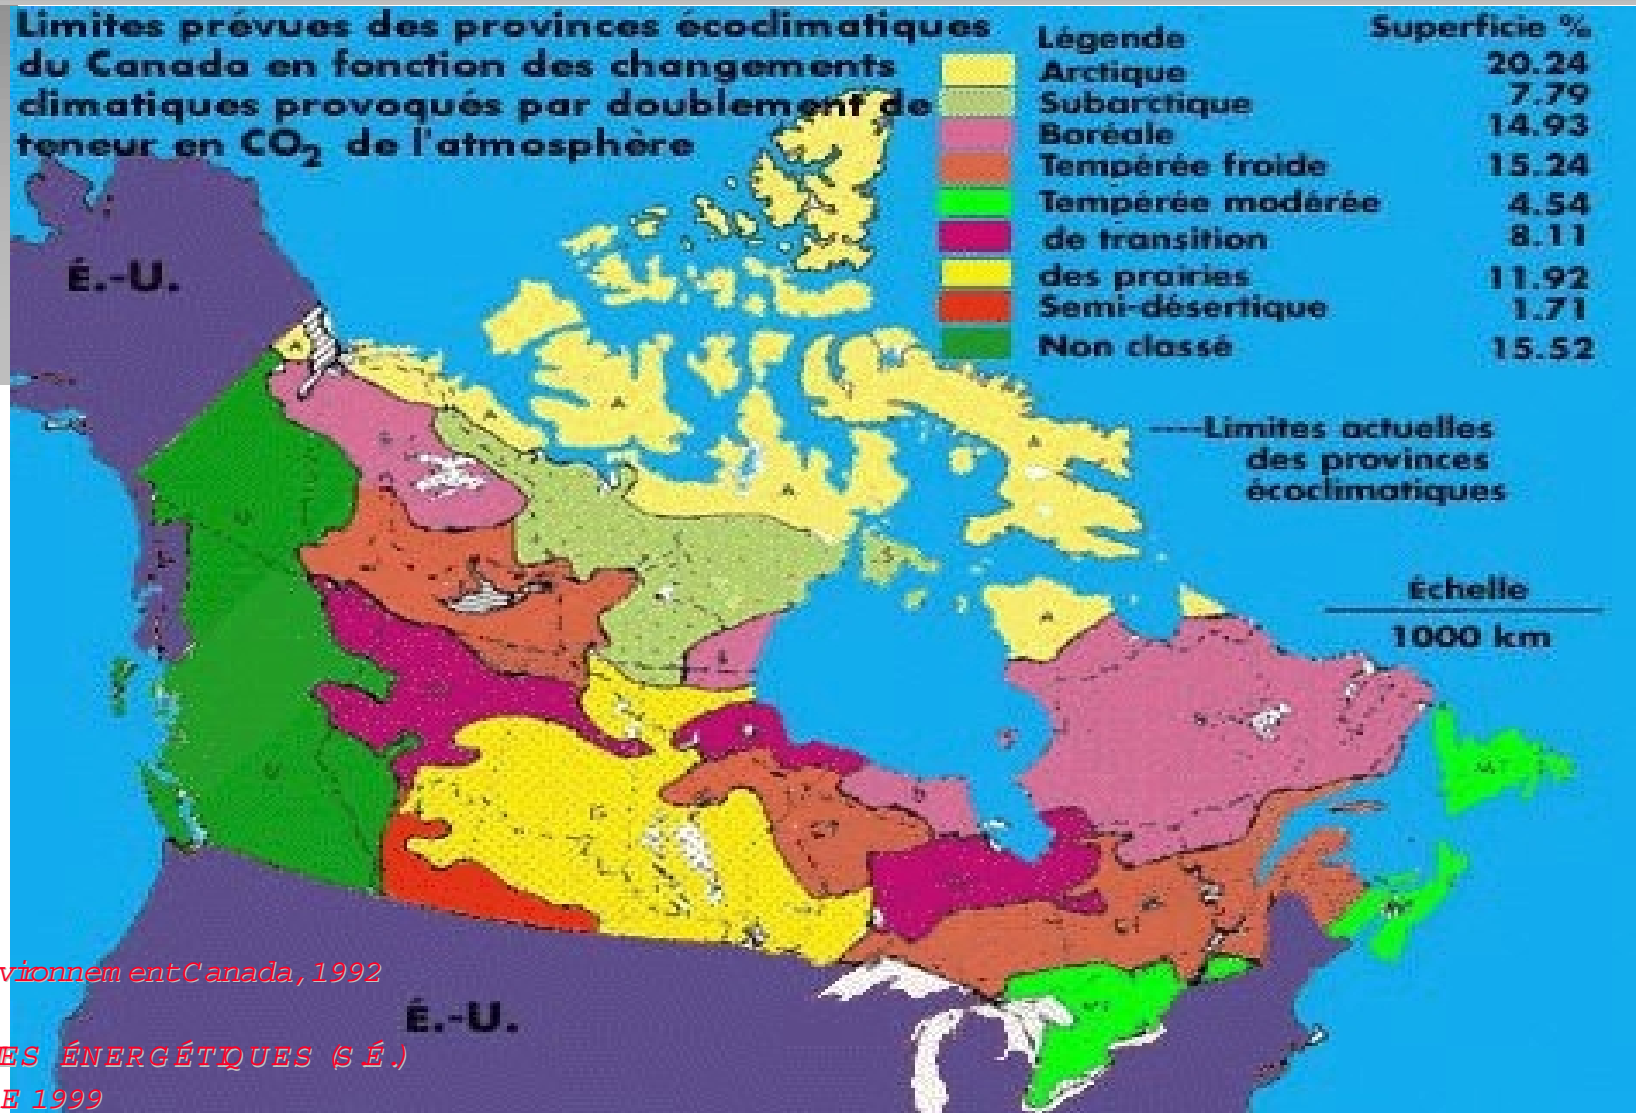 Limites prévues des provinces écoclimatiques
du Canada en fonction des changements
climatiques provoqués par doublement de
teneur en CO2 de l'atmosphère
Légende Superficie %
Arctique 20.24
Subarctique 7.79
Boréale 14.93
Tempérée froide 15.24
Tempérée modérée 4.54
de transition 8.11
des prairies 11.92
Semi-désertique 1.71
Non classé 15.52
----Limites actuelles
des provinces
écoclimatiques
Échelle
1000 km
É.-U.
É.-U.
vironnement Canada, 1992
ES ÉNERGÉTIQUES (S.É.)
E 1999